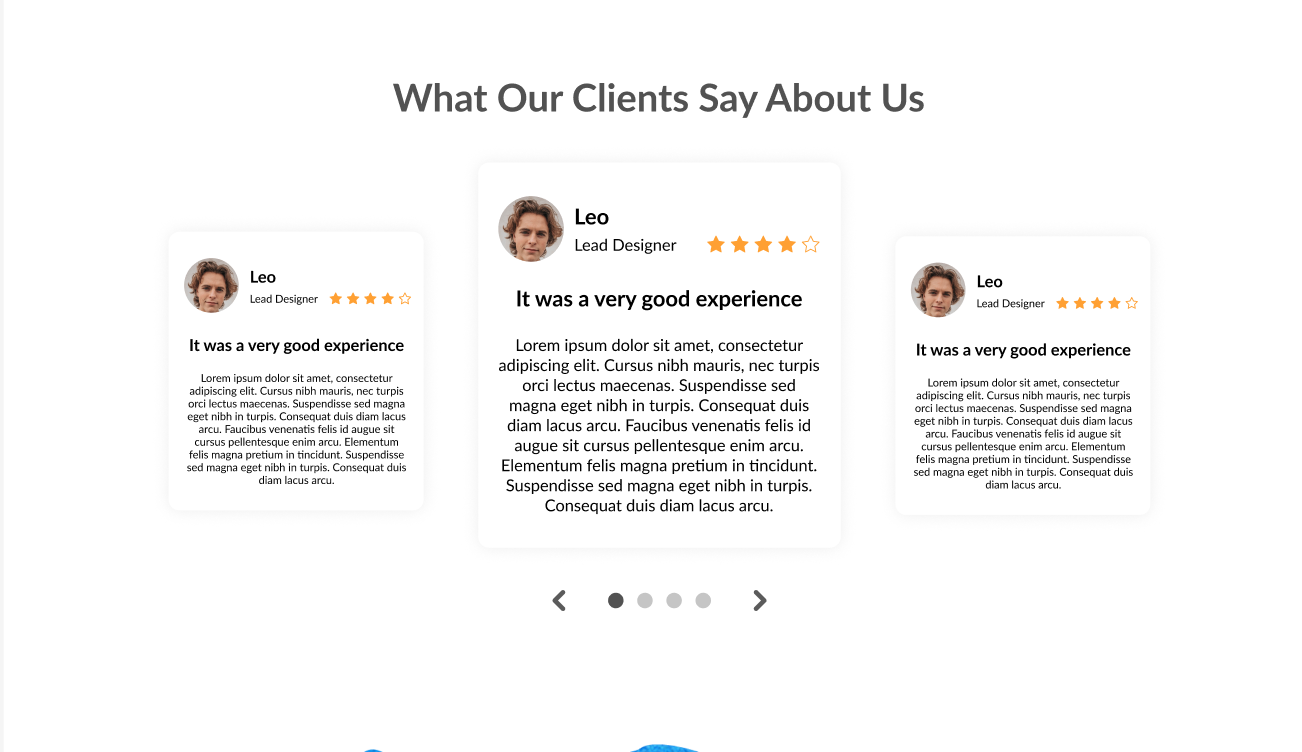 What Our Clients Say About Us
Leo
Lead Designer
It was a very good experience
Lorem ipsum dolor sit amet, consectetur
adipiscing elit. Cursus nibh mauris, nec turpis
orci lectus maecenas. Suspendisse sed magna
eget nibh in turpis. Consequat duis diam lacus
arcu. Faucibus venenatis felis id augue sit
cursus pellentesque enim arcu. Elementum
felis magna pretium in tincidunt. Suspendisse
sed magna eget nibh in turpis. Consequat duis
diam lacus arcu.
Leo
Lead Designer
It was a very good experience
Lorem ipsum dolor sit amet, consectetur
adipiscing elit. Cursus nibh mauris, nec turpis
orci lectus maecenas. Suspendisse sed
magna eget nibh in turpis. Consequat duis
diam lacus arcu. Faucibus venenatis felis id
augue sit cursus pellentesque enim arcu.
Elementum felis magna pretium in tincidunt.
Suspendisse sed magna eget nibh in turpis.
Consequat duis diam lacus arcu.
Leo
Lead Designer
It was a very good experience
Lorem ipsum dolor sit amet, consectetur
adipiscing elit. Cursus nibh mauris, nec turpis
orci lectus maecenas. Suspendisse sed magna
eget nibh in turpis. Consequat duis diam lacus
arcu. Faucibus venenatis felis id augue sit
cursus pellentesque enim arcu. Elementum
felis magna pretium in tincidunt. Suspendisse
sed magna eget nibh in turpis. Consequat duis
diam lacus arcu.